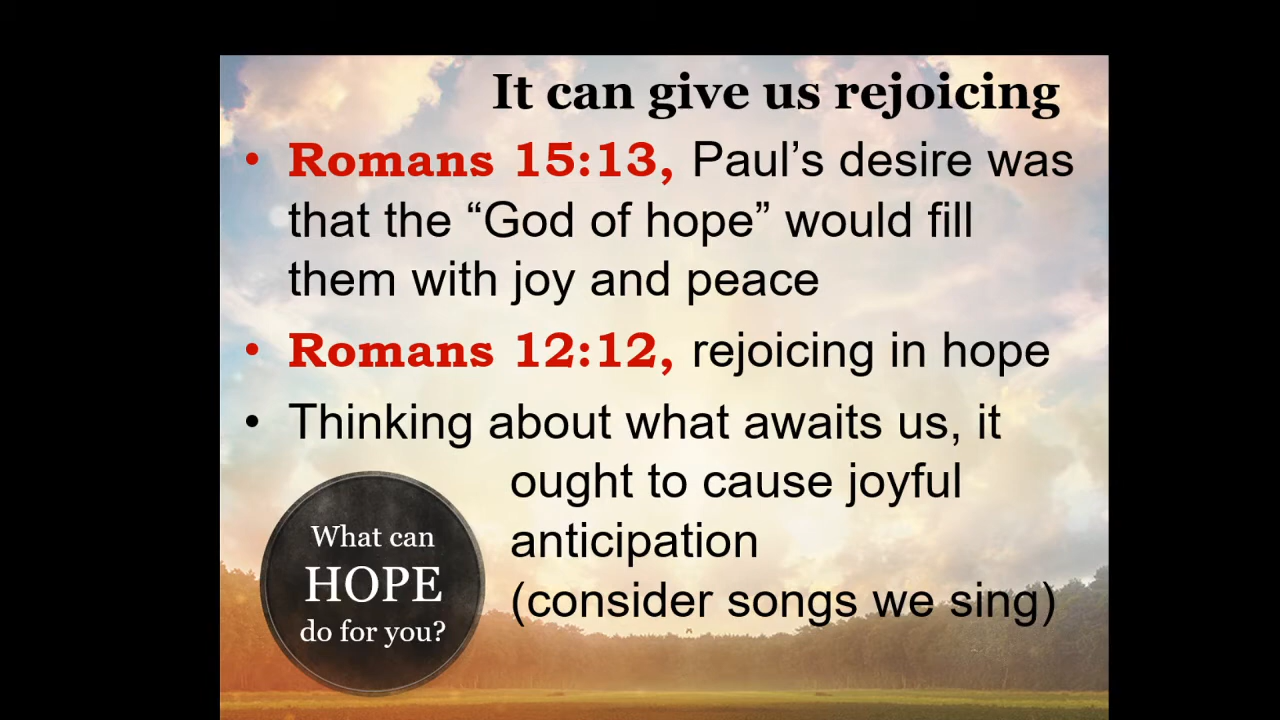 It can give us rejoicing
• Romans 15:13, Paul’s desire was
that the “God of hope” would fill
them with joy and peace
• Romans 12:12, rejoicing in hope
• Thinking about what awaits us, it
ought to cause joyful
anticipation
(consider songs we sing)
What can
HOPE
do for you?